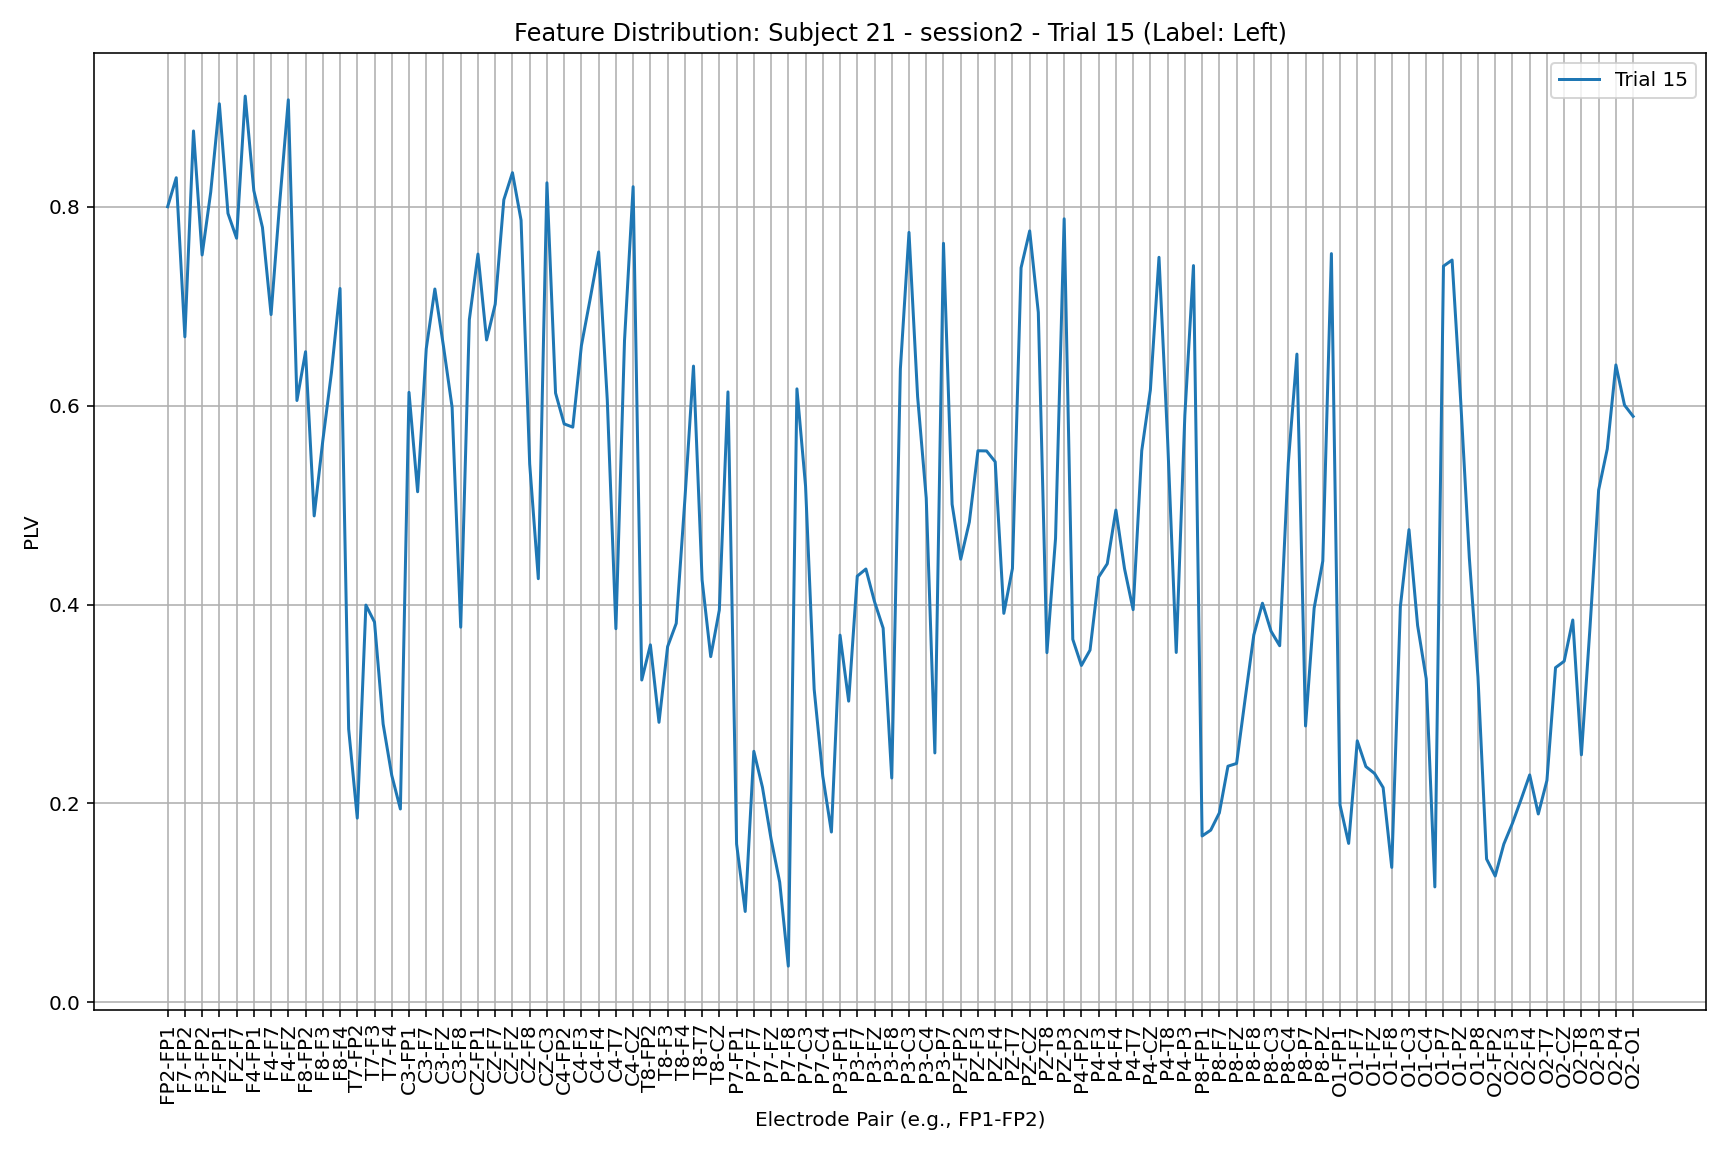 Feature Distribution: Subject 21 - session2 - Trial 15 (Label: Left)
Trial 15
PLV
0.8
0.6
0.4
0.2
0.0
FP2-FP1
F7-FP2
F3-FP2
FZ-FP1
FZ-F7
F4-FP1
F4-F7
F4-FZ
F8-FP2
F8-F3
F8-F4
T7-FP2
T7-F3
T7-F4
C3-FP1
C3-F7
C3-FZ
C3-F8
CZ-FP1
CZ-F7
CZ-FZ
CZ-F8
CZ-C3
C4-FP2
C4-F3
C4-F4
C4-T7
C4-CZ
T8-FP2
T8-F3
T8-F4
T8-T7
T8-CZ
P7-FP1
P7-F7
P7-FZ
P7-F8
P7-C3
P7-C4
P3-FP1
P3-F7
P3-FZ
P3-F8
P3-C3
P3-C4
P3-P7
PZ-FP2
PZ-F3
PZ-F4
PZ-T7
PZ-CZ
PZ-T8
PZ-P3
P4-FP2
P4-F3
P4-F4
P4-T7
P4-CZ
P4-T8
P4-P3
P8-FP1
P8-F7
P8-FZ
P8-F8
P8-C3
P8-C4
P8-P7
P8-PZ
O1-FP1
O1-F7
O1-FZ
O1-F8
O1-C3
O1-C4
O1-P7
O1-PZ
O1-P8
O2-FP2
O2-F3
O2-F4
O2-T7
O2-CZ
O2-T8
O2-P3
O2-P4
O2-O1
Electrode Pair (e.g., FP1-FP2)